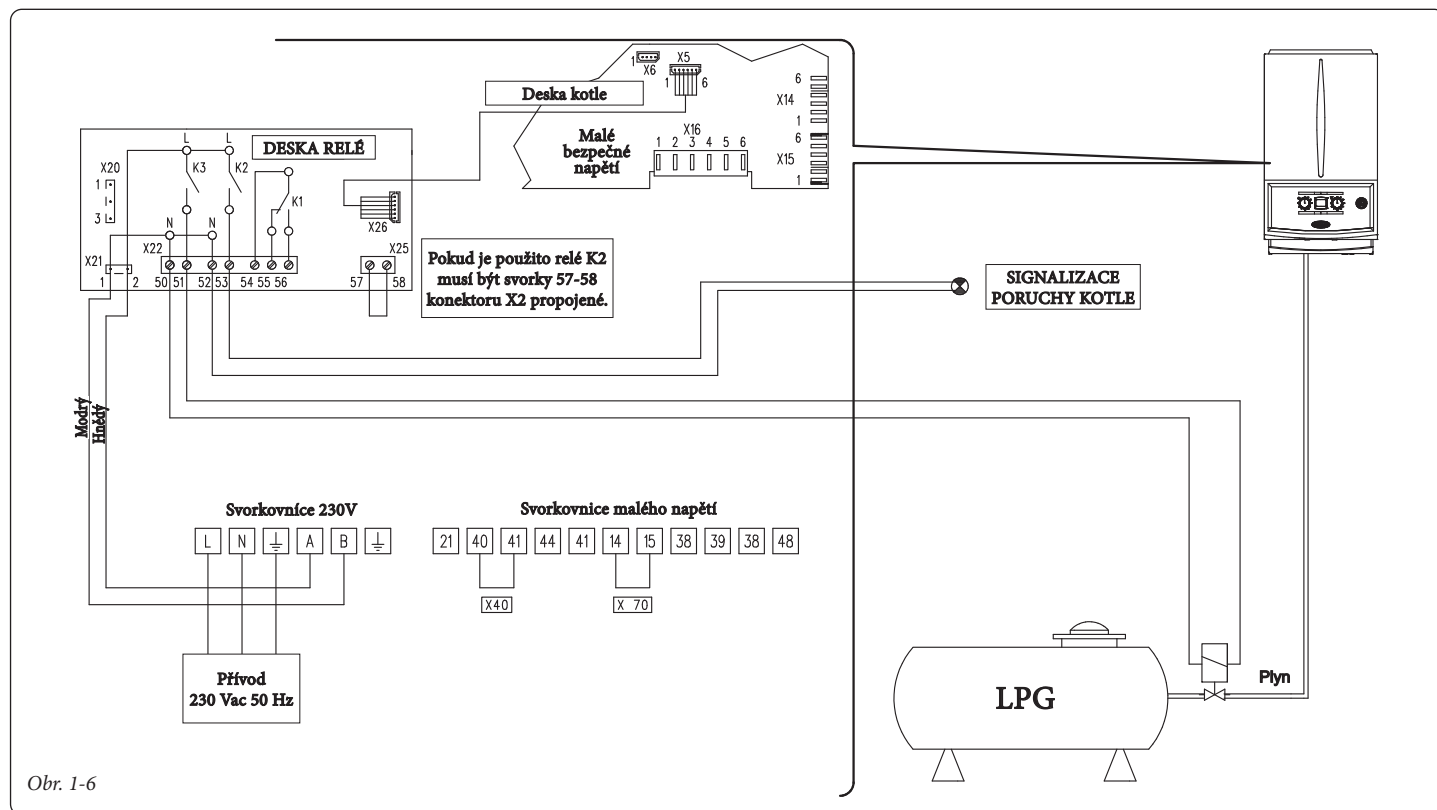 1
X6
X5
1
6
Deska kotle
6
X14
1
6
X15
1
Malé
bezpečné
napětí
X16
1 2 3 4 5 6
DESKA RELÉ
L
L
X20
1
3
K3
K2
K1
N
N
X26
X21
X22
X25
1
2
50 51 52 53 54 55 56
57
58
Pokud je použito relé K2
musí být svorky 57-58
konektoru X2 propojené.
SIGNALIZACE
PORUCHY KOTLE
Modrý
Hnědý
Svorkovníce 230V
L N A B
Svorkovnice malého napětí
21 40 41 44 41 14 15 38 39 38 48
X40
X 70
Přívod
230 Vac 50 Hz
LPG
Plyn
Obr. 1-6